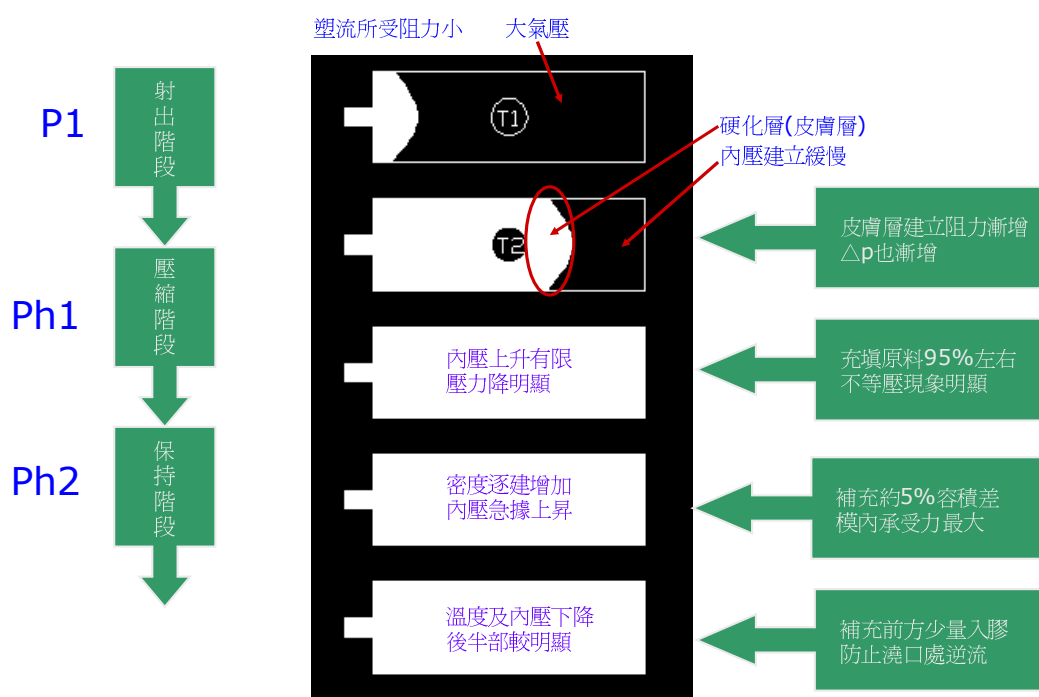 塑流所受阻力小 大氣壓
P1
射出階段
T1
硬化層(皮膚層)
內壓建立緩慢
T2
皮膚層建立阻力漸增
△p也漸增
Ph1
壓縮階段
內壓上升有限
壓力降明顯
充填原料95%左右
不等壓現象明顯
Ph2
保持階段
密度逐建增加
內壓急據上昇
補充約5%容積差
模內承受力最大
溫度及內壓下降
後半部較明顯
補充前方少量入膠
防止澆口處逆流